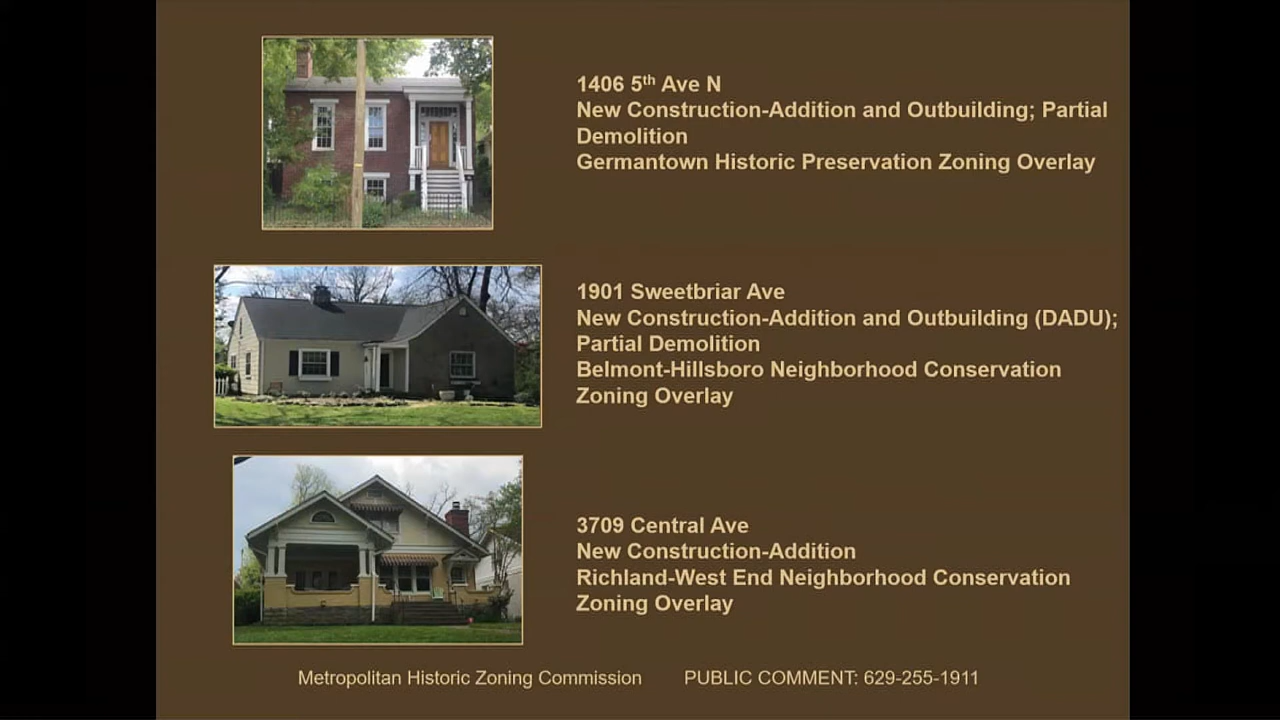 1406 5th Ave N
New Construction-Addition and Outbuilding; Partial
Demolition
Germantown Historic Preservation Zoning Overlay
1901 Sweetbriar Ave
New Construction-Addition and Outbuilding (DADU);
Partial Demolition
Belmont-Hillsboro Neighborhood Conservation
Zoning Overlay
3709 Central Ave
New Construction-Addition
Richland-West End Neighborhood Conservation
Zoning Overlay
Metropolitan Historic Zoning Commission PUBLIC COMMENT: 629-255-1911